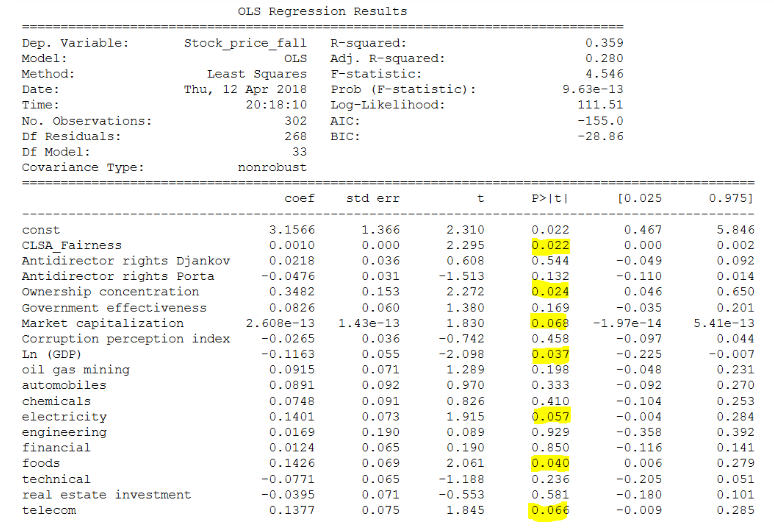 OLS Regression Results
==============================================================================
Dep. Variable: Stock_price_fall R-squared: 0.359
Model: OLS Adj. R-squared: 0.280
Method: Least Squares F-statistic: 4.546
Date: Thu, 12 Apr 2018 Prob (F-statistic): 9.63e-13
Time: 20:18:10 Log-Likelihood: 111.51
No. Observations: 302 AIC: -155.0
Df Residuals: 268 BIC: -28.86
Df Model: 33
Covariance Type: nonrobust
==============================================================================
coef std err t P>|t| [0.025 0.975]
------------------------------------------------------------------------------
const 3.1566 1.366 2.310 0.022 0.467 5.846
CLSA_Fairness 0.0010 0.000 2.295 0.022 0.000 0.002
Antidirector rights Djankov 0.0218 0.036 0.608 0.544 -0.049 0.092
Antidirector rights Porta -0.0476 0.031 -1.513 0.132 -0.110 0.014
Ownership concentration 0.3482 0.153 2.272 0.024 0.046 0.650
Government effectiveness 0.0826 0.060 1.380 0.169 -0.035 0.201
Market capitalization 2.608e-13 1.43e-13 1.830 0.068 -1.97e-14 5.41e-13
Corruption perception index -0.0265 0.036 -0.742 0.458 -0.097 0.044
Ln (GDP) -0.1163 0.055 -2.098 0.037 -0.225 -0.007
oil gas mining 0.0915 0.071 1.289 0.198 -0.048 0.231
automobiles 0.0891 0.092 0.970 0.333 -0.092 0.270
chemicals 0.0748 0.091 0.826 0.410 -0.104 0.253
electricity 0.1401 0.073 1.915 0.057 -0.004 0.284
engineering 0.0169 0.190 0.089 0.929 -0.358 0.392
financial 0.0124 0.065 0.190 0.850 -0.116 0.141
foods 0.1426 0.069 2.061 0.040 0.006 0.279
technical -0.0771 0.065 -1.188 0.236 -0.205 0.051
real estate investment -0.0395 0.071 -0.553 0.581 -0.180 0.101
telecom 0.1377 0.075 1.845 0.066 -0.009 0.285